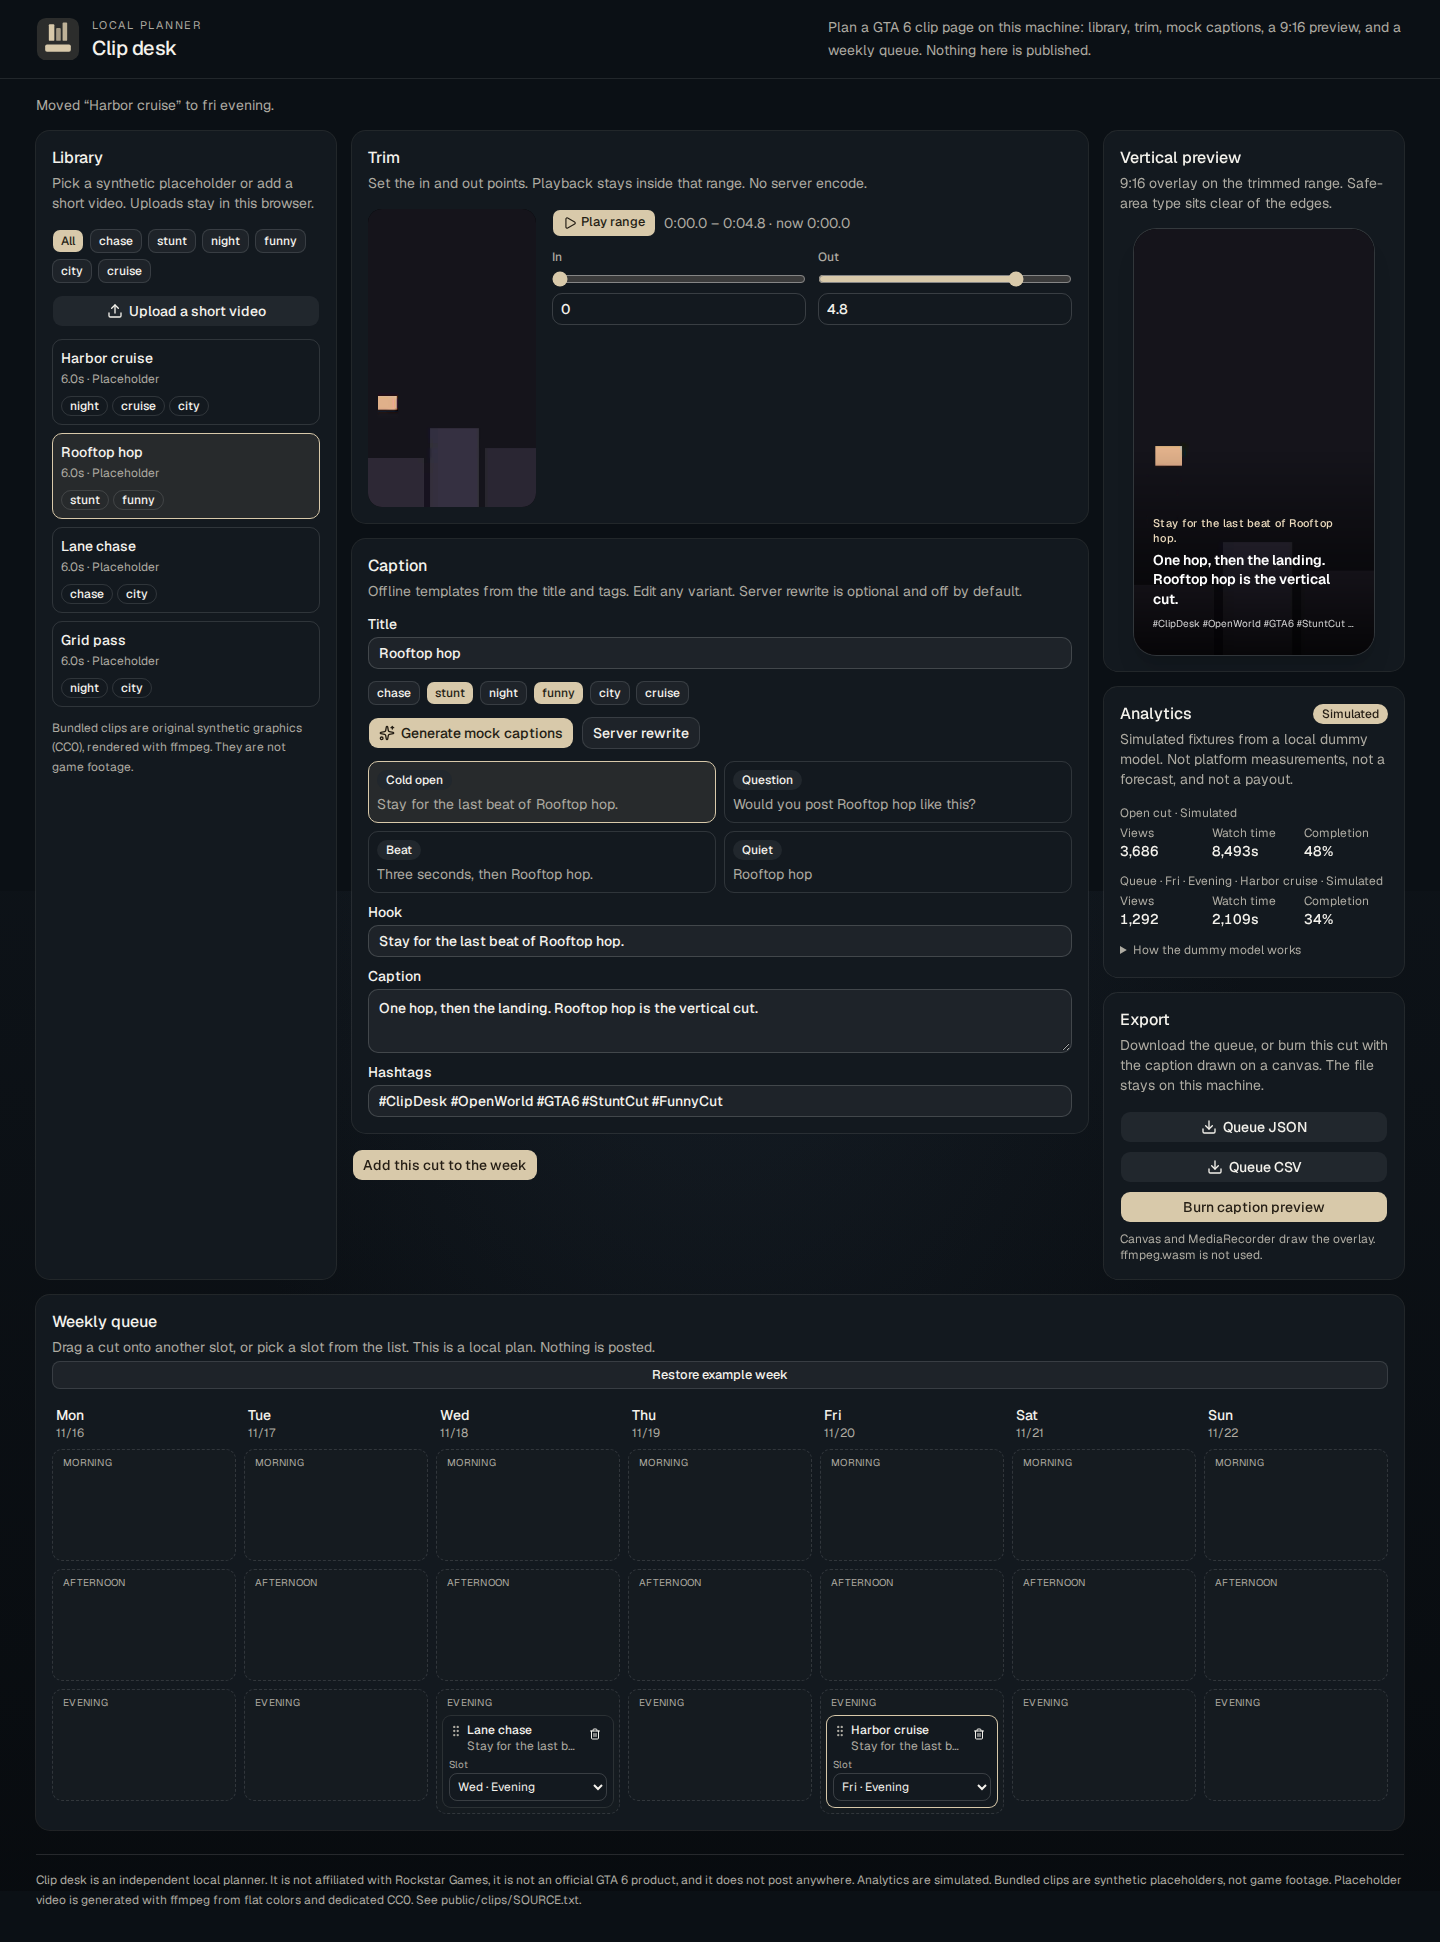 LOCAL PLANNER
Clip desk
Plan a GTA 6 clip page on this machine: library, trim, mock captions, a 9:16 preview, and a
weekly queue. Nothing here is published.
Moved “Harbor cruise” to fri evening.
Library
Pick a synthetic placeholder or add a
short video. Uploads stay in this browser.
All chase stunt night funny
city cruise
Upload a short video
Harbor cruise
6.0s · Placeholder
night cruise city
Rooftop hop
6.0s · Placeholder
stunt funny
Lane chase
6.0s · Placeholder
chase city
Grid pass
6.0s · Placeholder
night city
Bundled clips are original synthetic graphics
(CC0), rendered with ffmpeg. They are not
game footage.
Trim
Set the in and out points. Playback stays inside that range. No server encode.
Play range 0:00.0 – 0:04.8 · now 0:00.0
In Out
0 4.8
Caption
Offline templates from the title and tags. Edit any variant. Server rewrite is optional and off by default.
Title
Rooftop hop
chase stunt night funny city cruise
Generate mock captions Server rewrite
Cold open
Stay for the last beat of Rooftop hop.
Question
Would you post Rooftop hop like this?
Beat
Three seconds, then Rooftop hop.
Quiet
Rooftop hop
Hook
Stay for the last beat of Rooftop hop.
Caption
One hop, then the landing. Rooftop hop is the vertical cut.
Hashtags
#ClipDesk #OpenWorld #GTA6 #StuntCut #FunnyCut
Add this cut to the week
Vertical preview
9:16 overlay on the trimmed range. Safe-
area type sits clear of the edges.
Stay for the last beat of Rooftop
hop.
One hop, then the landing.
Rooftop hop is the vertical
cut.
#ClipDesk #OpenWorld #GTA6 #StuntCut ...
Analytics Simulated
Simulated fixtures from a local dummy
model. Not platform measurements, not a
forecast, and not a payout.
Open cut · Simulated
Views Watch time Completion
3,686 8,493s 48%
Queue · Fri · Evening · Harbor cruise · Simulated
Views Watch time Completion
1,292 2,109s 34%
How the dummy model works
Export
Download the queue, or burn this cut with
the caption drawn on a canvas. The file
stays on this machine.
Queue JSON
Queue CSV
Burn caption preview
Canvas and MediaRecorder draw the overlay.
ffmpeg.wasm is not used.
Weekly queue
Drag a cut onto another slot, or pick a slot from the list. This is a local plan. Nothing is posted.
Restore example week
Mon Tue Wed Thu Fri Sat Sun
11/16 11/17 11/18 11/19 11/20 11/21 11/22
MORNING MORNING MORNING MORNING MORNING MORNING MORNING
AFTERNOON AFTERNOON AFTERNOON AFTERNOON AFTERNOON AFTERNOON AFTERNOON
EVENING EVENING EVENING EVENING EVENING EVENING EVENING
Lane chase
Stay for the last b...
Slot
Wed · Evening
Harbor cruise
Stay for the last b...
Slot
Fri · Evening
Clip desk is an independent local planner. It is not affiliated with Rockstar Games, it is not an official GTA 6 product, and it does not post anywhere. Analytics are simulated. Bundled clips are synthetic placeholders, not game footage. Placeholder
video is generated with ffmpeg from flat colors and dedicated CC0. See public/clips/SOURCE.txt.